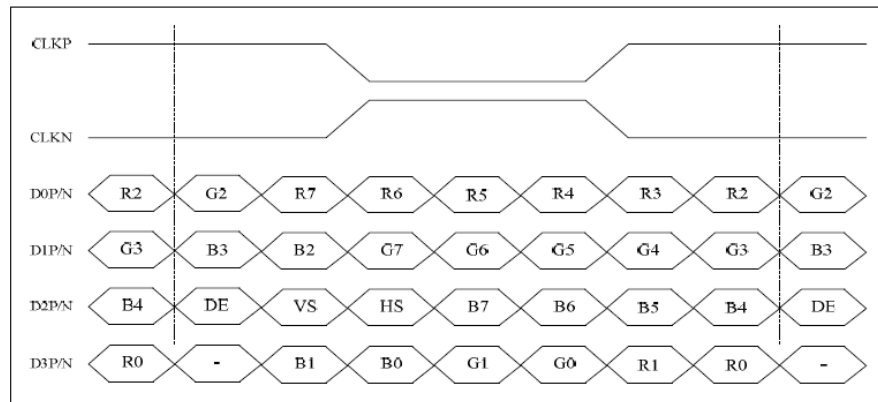 CLKP
CLKN
D0P/N R2 G2 R7 R6 R5 R4 R3 R2 G2
D1P/N G3 B3 B2 G7 G6 G5 G4 G3 B3
D2P/N B4 DE VS HS B7 B6 B5 B4 DE
D3P/N R0 - B1 B0 G1 G0 R1 R0 -